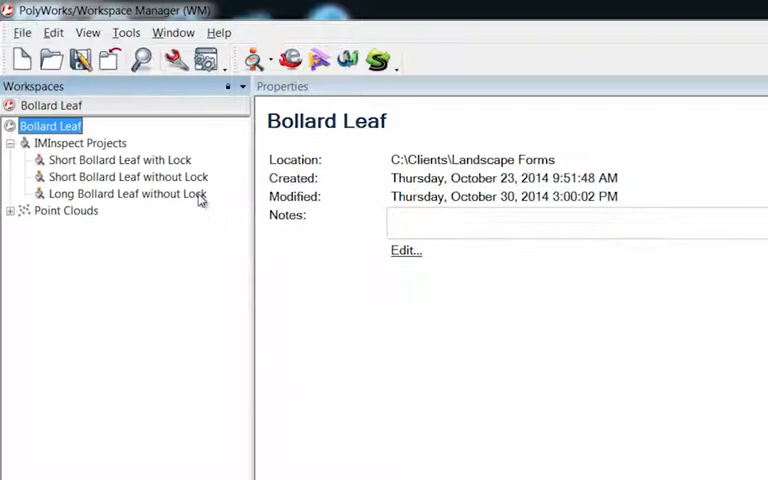 PolyWorks/Workspace Manager (WM)
File Edit View Tools Window Help
Workspaces
Properties
Bollard Leaf
Bollard Leaf
IMInspect Projects
Short Bollard Leaf with Lock
Short Bollard Leaf without Lock
Long Bollard Leaf without Lock
Point Clouds
Bollard Leaf
Location: C:\Clients\Landscape Forms
Created: Thursday, October 23, 2014 9:51:48 AM
Modified: Thursday, October 30, 2014 3:00:02 PM
Notes:
Edit...